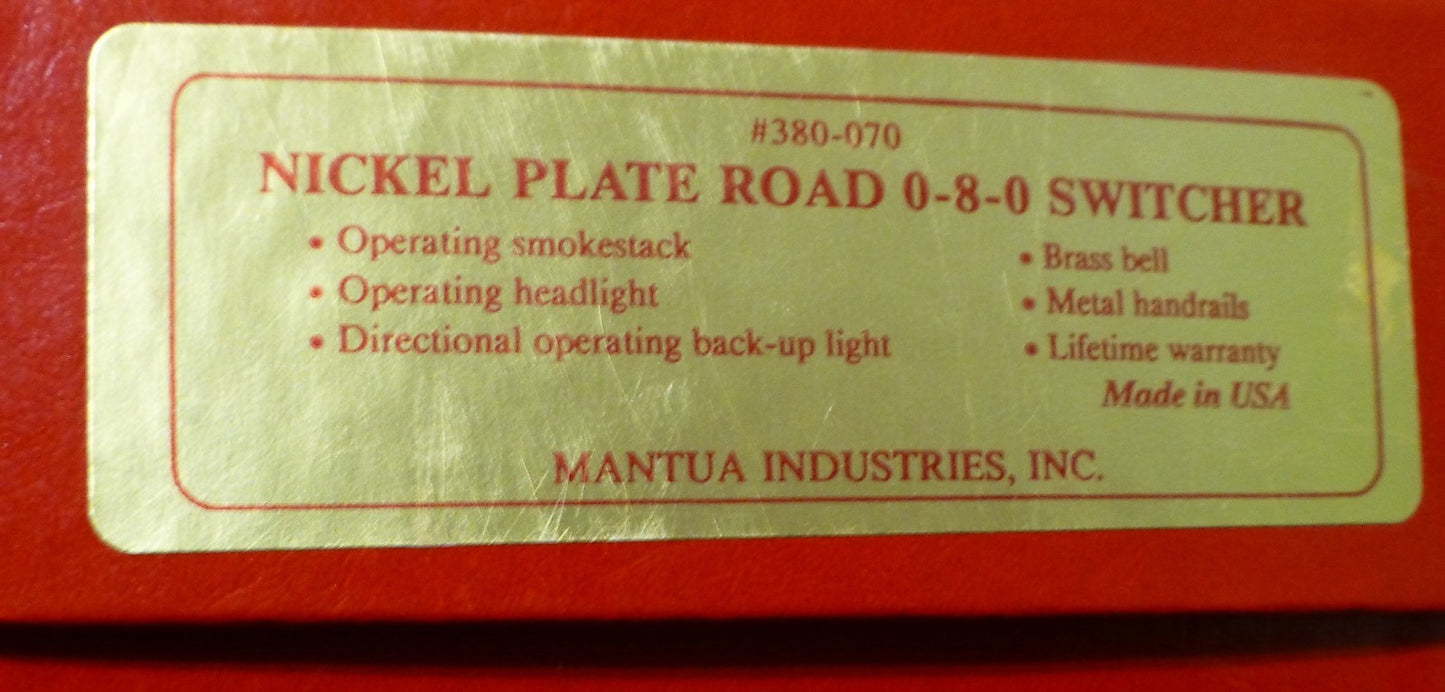 #380-070
NICKEL PLATE ROAD 0-8-0 SWITCHER
• Operating smokestack
• Operating headlight
• Directional operating back-up light
• Brass bell
• Metal handrails
• Lifetime warranty
Made in USA
MANTUA INDUSTRIES, INC.